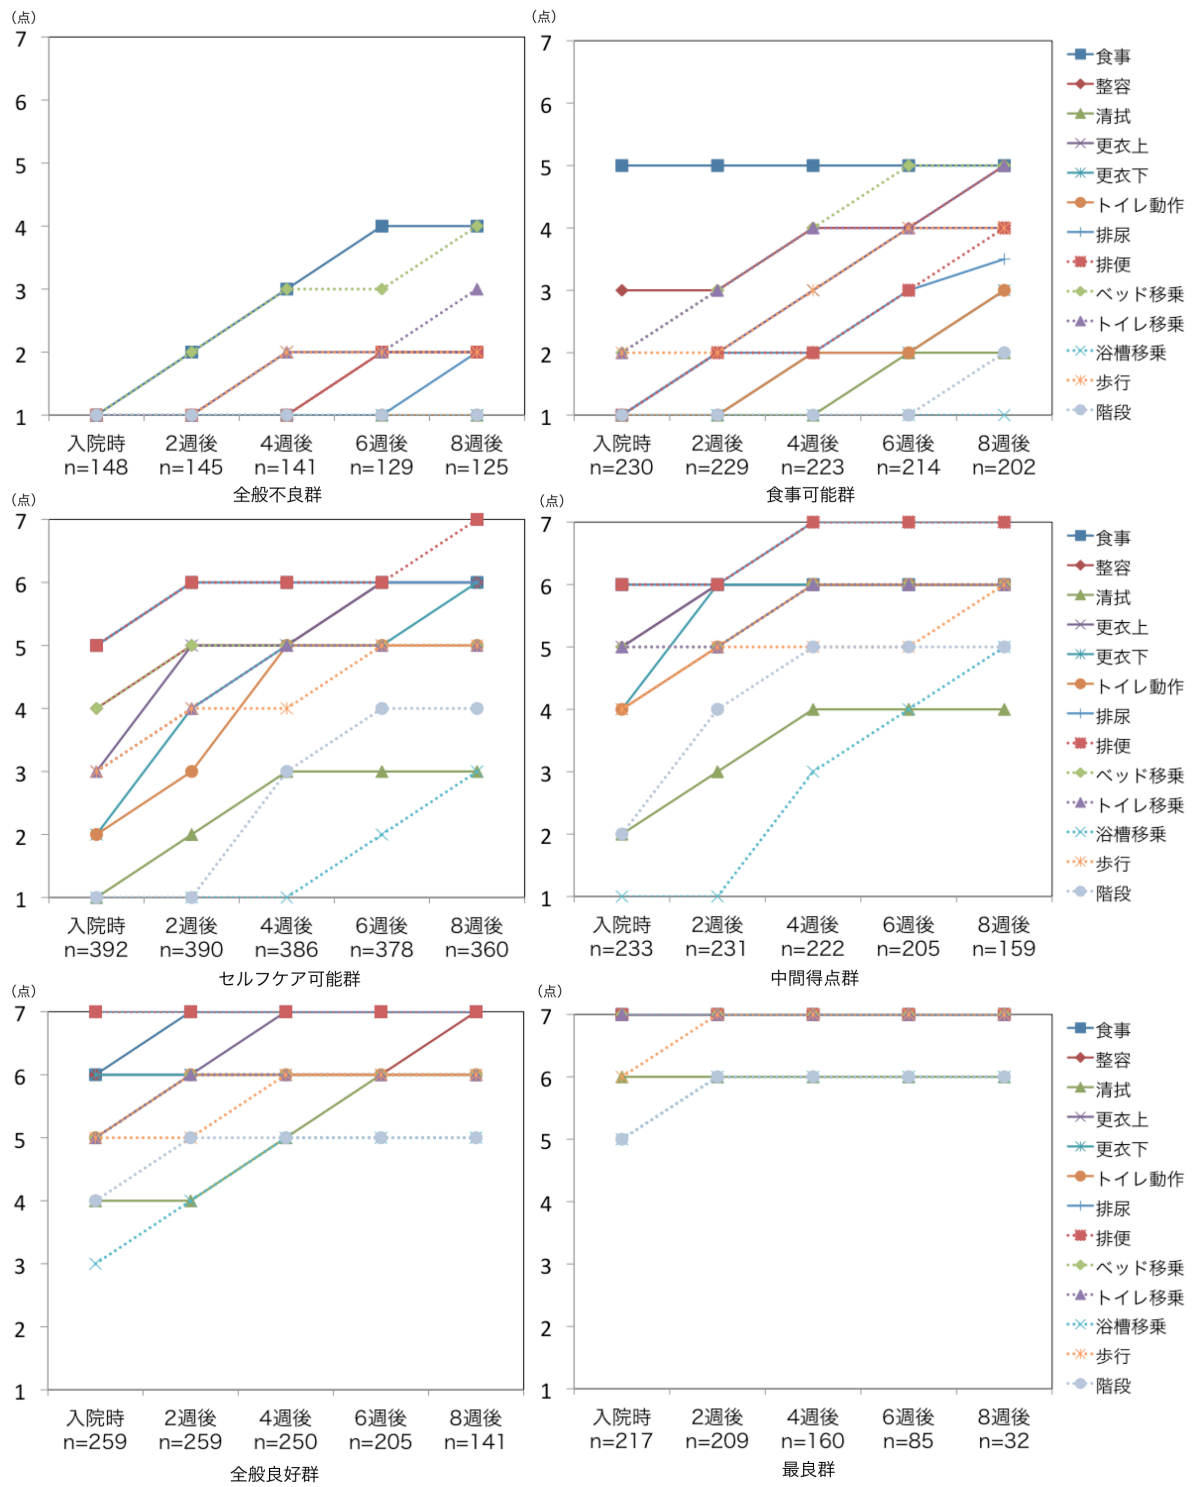 (点)
7
6
5
4
3
2
1
入院時 2週後 4週後 6週後 8週後
n=148 n=145 n=141 n=129 n=125
全般不良群
(点)
7
6
5
4
3
2
1
入院時 2週後 4週後 6週後 8週後
n=230 n=229 n=223 n=214 n=202
食事可能群
食事
整容
清拭
更衣上
更衣下
トイレ動作
排尿
排便
ベッド移乗
トイレ移乗
浴槽移乗
歩行
階段
(点)
7
6
5
4
3
2
1
入院時 2週後 4週後 6週後 8週後
n=392 n=390 n=386 n=378 n=360
セルフケア可能群
(点)
7
6
5
4
3
2
1
入院時 2週後 4週後 6週後 8週後
n=233 n=231 n=222 n=205 n=159
中間得点群
食事
整容
清拭
更衣上
更衣下
トイレ動作
排尿
排便
ベッド移乗
トイレ移乗
浴槽移乗
歩行
階段
(点)
7
6
5
4
3
2
1
入院時 2週後 4週後 6週後 8週後
n=259 n=259 n=250 n=205 n=141
全般良好群
(点)
7
6
5
4
3
2
1
入院時 2週後 4週後 6週後 8週後
n=217 n=209 n=160 n=85 n=32
最良群
食事
整容
清拭
更衣上
更衣下
トイレ動作
排尿
排便
ベッド移乗
トイレ移乗
浴槽移乗
歩行
階段